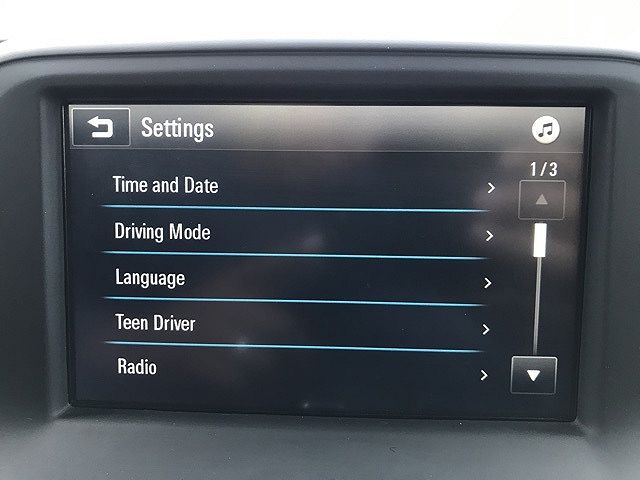 Settings
1/3
Time and Date
Driving Mode
Language
Teen Driver
Radio